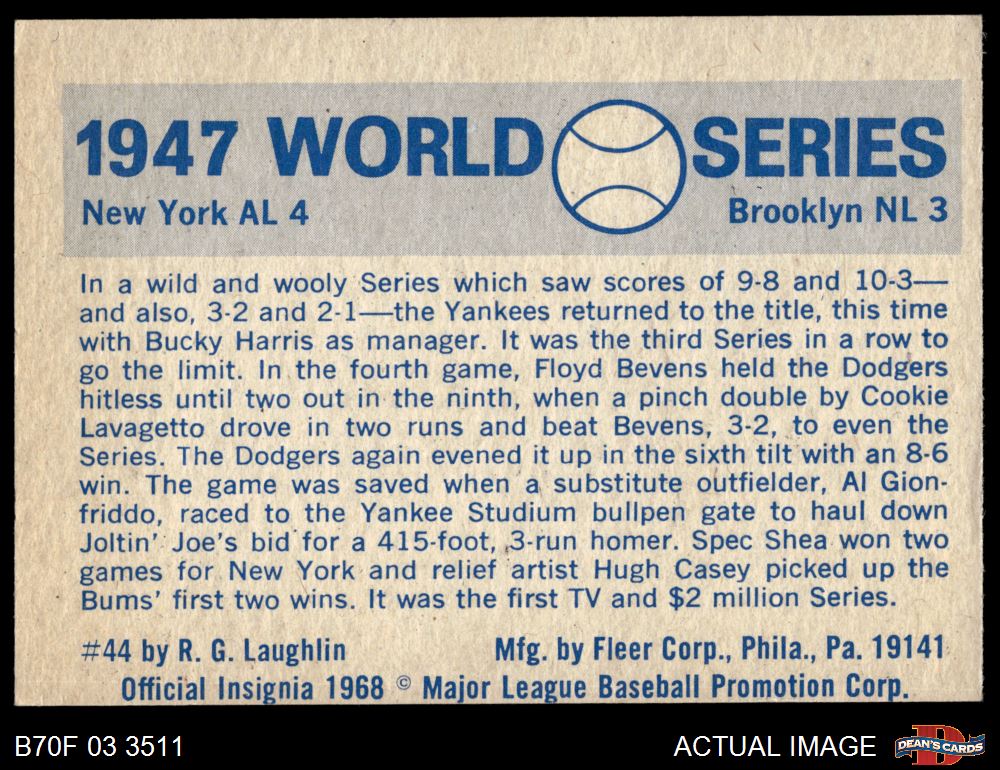 1947 WORLD SERIES
New York AL 4 Brooklyn NL 3
In a wild and wooly Series which saw scores of 9-8 and 10-3—
and also, 3-2 and 2-1—the Yankees returned to the title, this time
with Bucky Harris as manager. It was the third Series in a row to
go the limit. In the fourth game, Floyd Bevens held the Dodgers
hitless until two out in the ninth, when a pinch double by Cookie
Lavagetto drove in two runs and beat Bevens, 3-2, to even the
Series. The Dodgers again evened it up in the sixth tilt with an 8-6
win. The game was saved when a substitute outfielder, Al Gion-
friddo, raced to the Yankee Studium bullpen gate to haul down
Joltin' Joe's bid for a 415-foot, 3-run homer. Spec Shea won two
games for New York and relief artist Hugh Casey picked up the
Bums' first two wins. It was the first TV and $2 million Series.
#44 by R. G. Laughlin Mfg. by Fleer Corp., Phila., Pa. 19141
Official Insignia 1968 © Major League Baseball Promotion Corp.
B70F 03 3511 ACTUAL IMAGE D DEAN'S CARDS